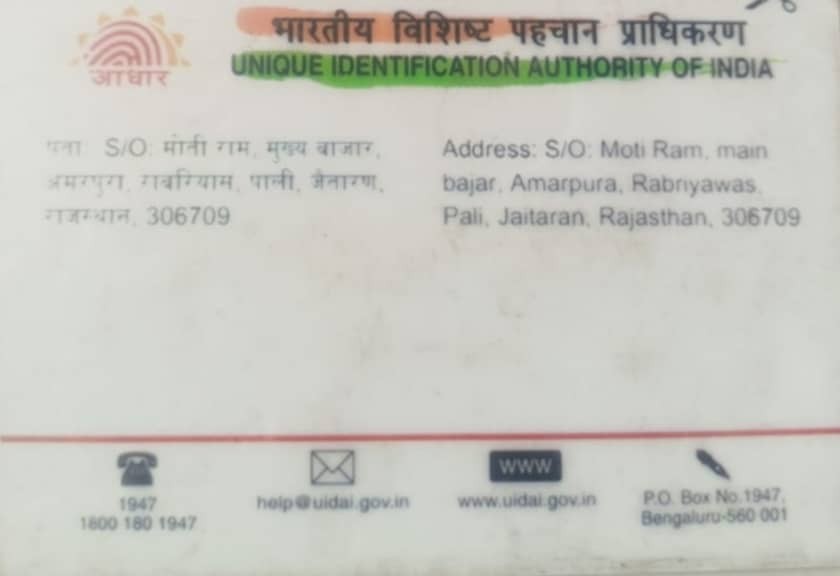 आधार
भारतीय विशिष्ट पहचान प्राधिकरण
UNIQUE IDENTIFICATION AUTHORITY OF INDIA
पता: S/O: मोती राम, मुख्य बाजार,
अमरपुरा, राबरियाम, पाली, जैतारण,
राजस्थान, 306709
Address: S/O: Moti Ram, main
bajar, Amarpura, Rabriyawas,
Pali, Jaitaran, Rajasthan, 306709
1947
1800 180 1947
help@uidai.gov.in
www
www.uidai.gov.in
P.O. Box No.1947,
Bengaluru-560 001